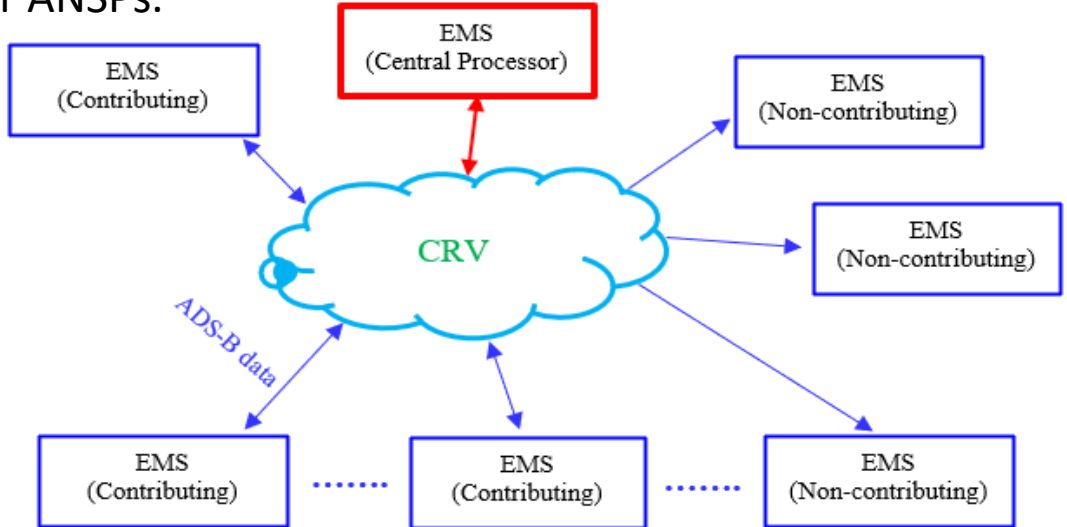 ANSPs.
EMS
(Central Processor)
EMS
(Contributing)
EMS
(Non-contributing)
EMS
(Non-contributing)
CRV
ADS-B data
EMS
(Contributing)
EMS
(Contributing)
EMS
(Non-contributing)